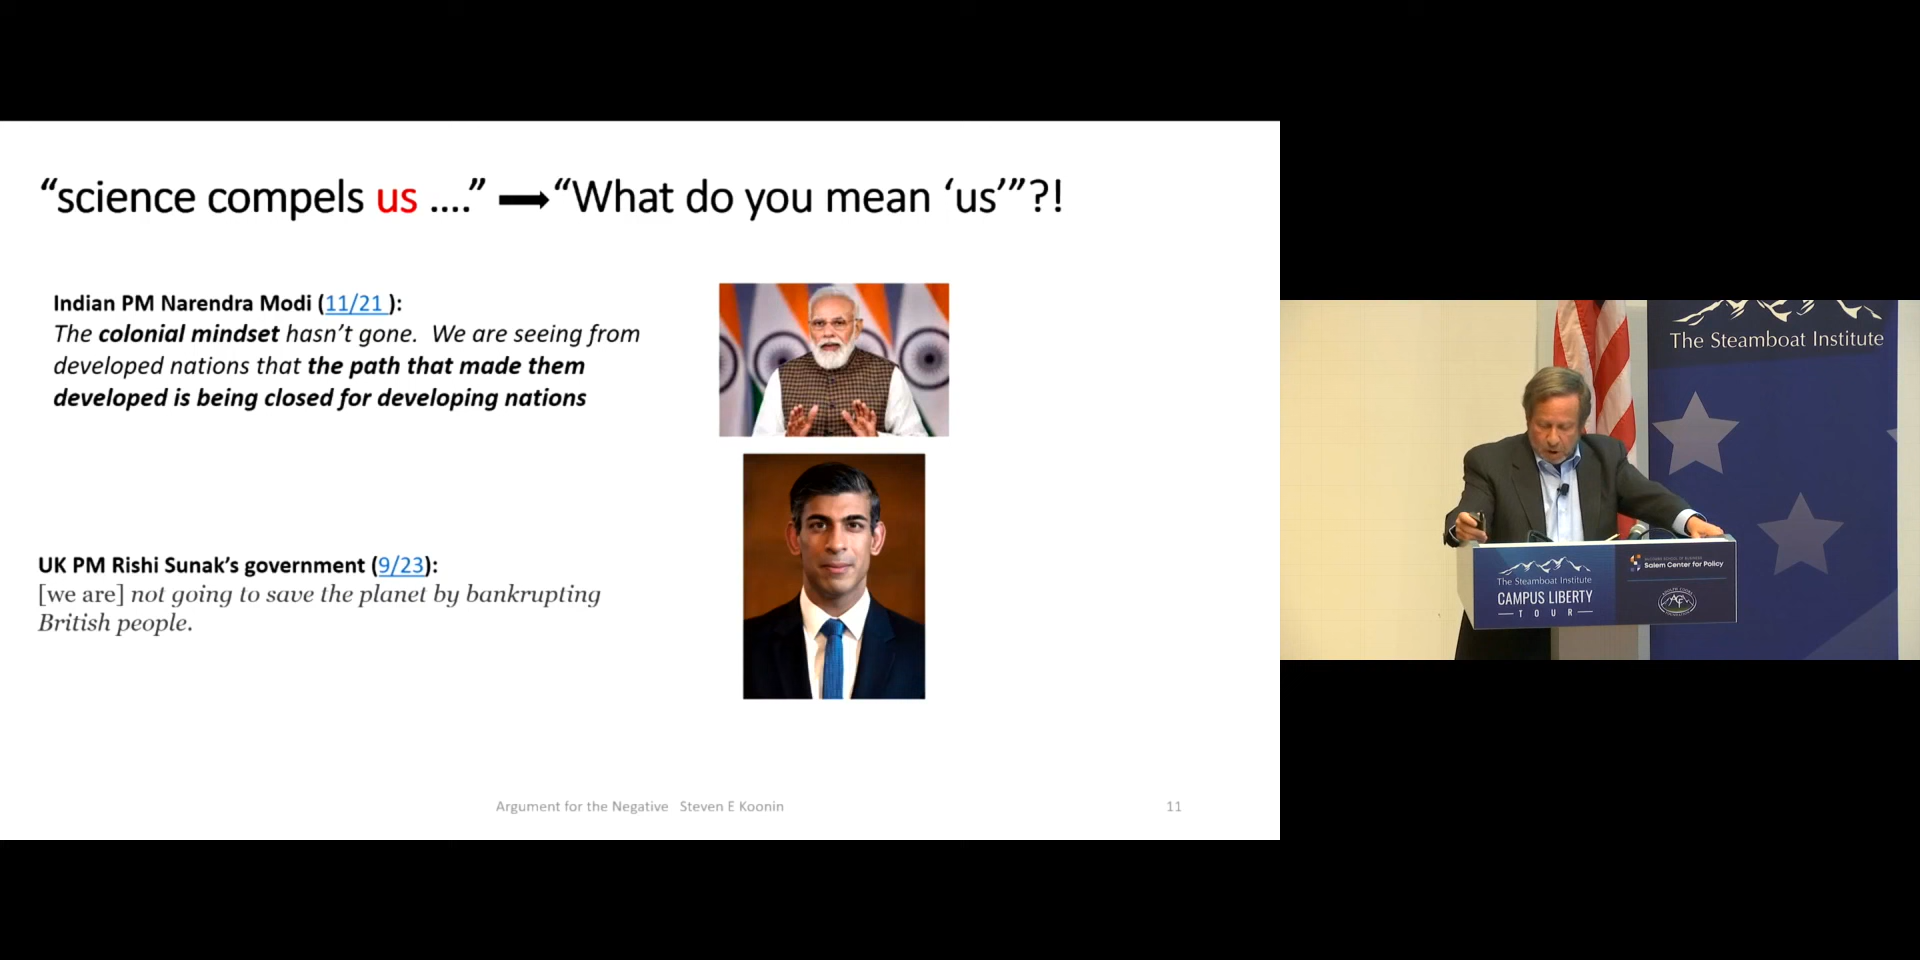 “science compels us ....” “What do you mean ‘us’”?!
Indian PM Narendra Modi (11/21 ):
The colonial mindset hasn’t gone. We are seeing from
developed nations that the path that made them
developed is being closed for developing nations
UK PM Rishi Sunak’s government (9/23):
[we are] not going to save the planet by bankrupting
British people.
Argument for the Negative Steven E Koonin
11
The Steamboat Institute
The Steamboat Institute
CAMPUS LIBERTY
TOUR
Salem Center for Policy